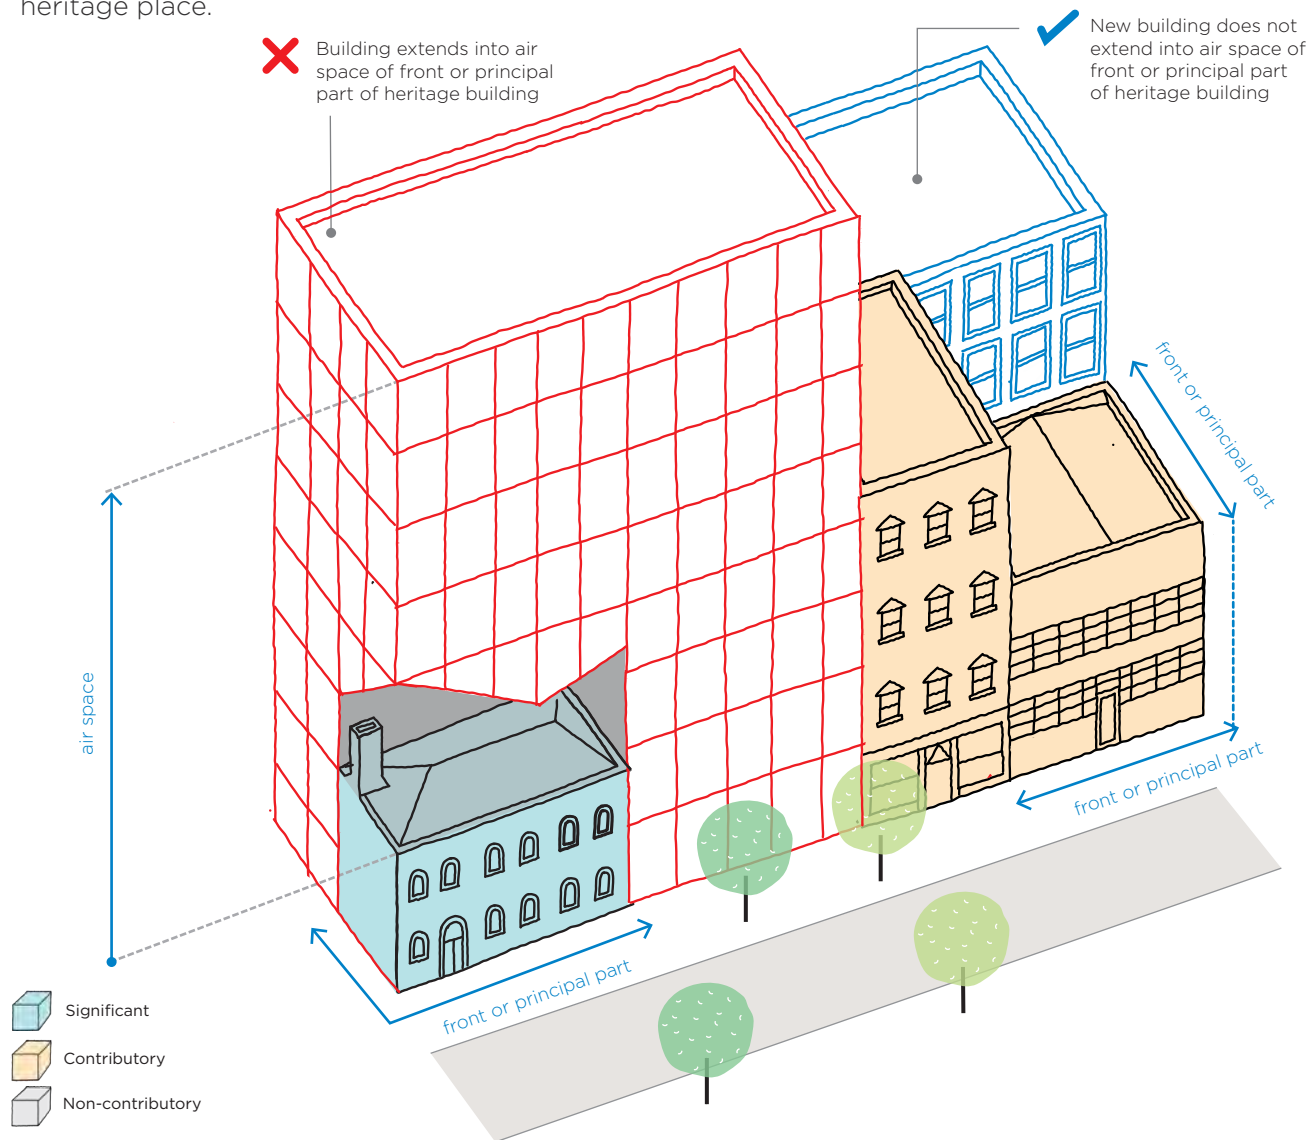 heritage place.
Building extends into air
space of front or principal
part of heritage building
New building does not
extend into air space of
front or principal part
of heritage building
front or principal part
air space
front or principal part
front or principal part
Significant
Contributory
Non-contributory